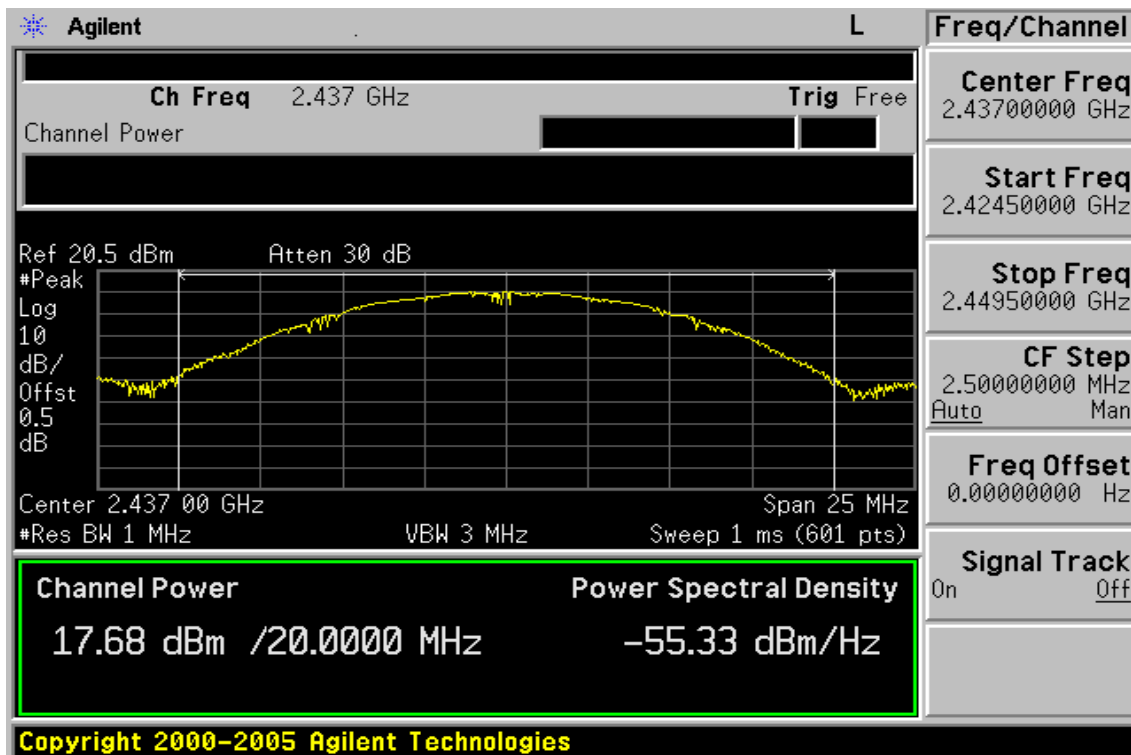 Agilent L Freq/Channel
Ch Freq 2.437 GHz Trig Free
Channel Power
Center Freq
2.43700000 GHz
Start Freq
2.42450000 GHz
Stop Freq
2.44950000 GHz
CF Step
2.50000000 MHz
Auto Man
Freq Offset
0.00000000 Hz
Signal Track
On Off
Ref 20.5 dBm Atten 30 dB
#Peak
Log
10
dB/
Offst
0.5
dB
Center 2.437 00 GHz Span 25 MHz
#Res BW 1 MHz VBW 3 MHz Sweep 1 ms (601 pts)
Channel Power Power Spectral Density
17.68 dBm /20.0000 MHz -55.33 dBm/Hz
Copyright 2000-2005 Agilent Technologies